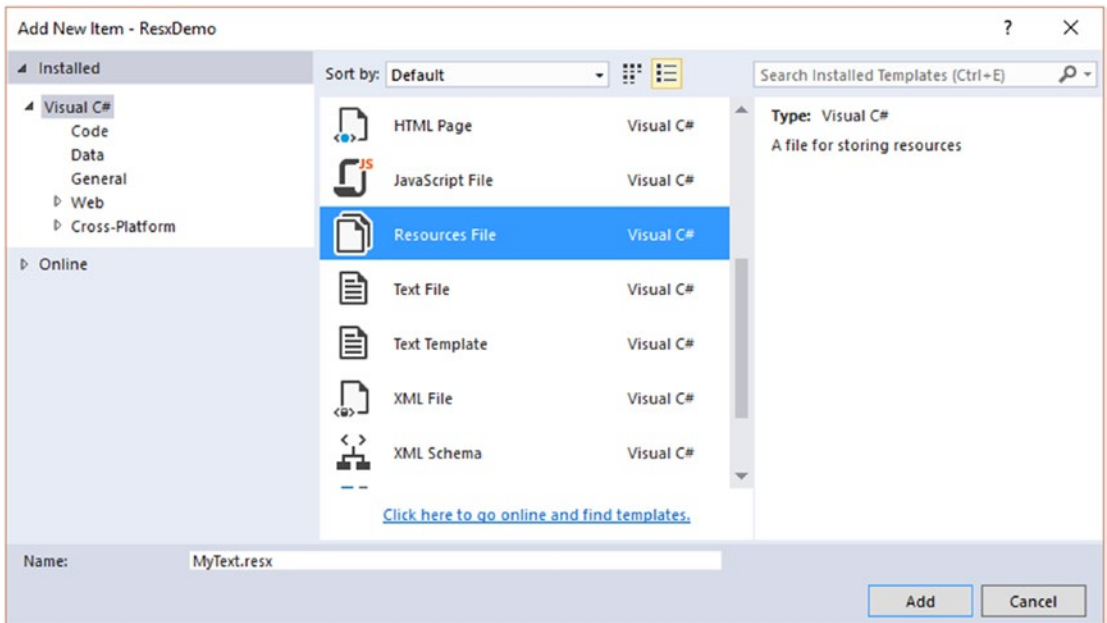 Add New Item - ResxDemo
?
Installed
Sort by: Default
Search Installed Templates (Ctrl+E)
Visual C#
Code
Data
General
Web
Cross-Platform
Online
HTML Page Visual C#
JS
JavaScript File Visual C#
Resources File Visual C#
Text File Visual C#
Text Template Visual C#
XML File Visual C#
XML Schema Visual C#
Click here to go online and find templates.
Type: Visual C#
A file for storing resources
Name: MyText.resx
Add Cancel